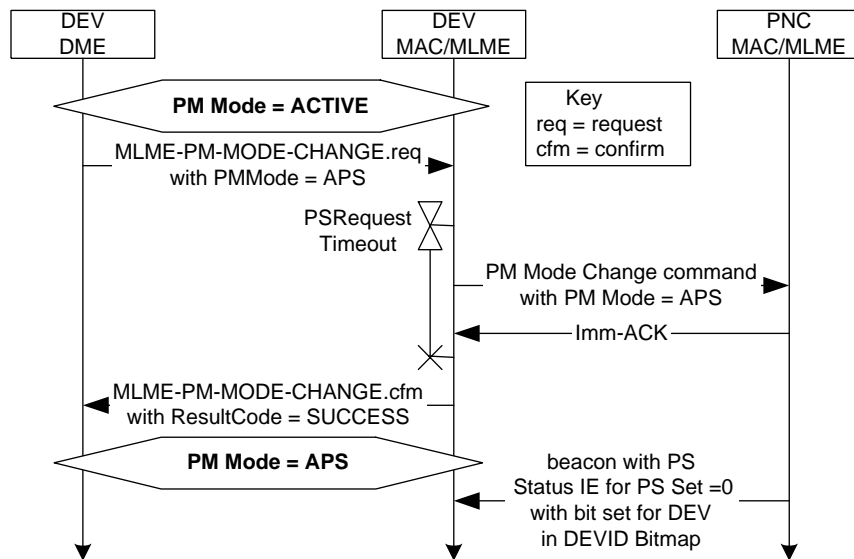 DEV
DME
DEV
MAC/MLME
PNC
MAC/MLME
PM Mode = ACTIVE
Key
req = request
cfm = confirm
MLME-PM-MODE-CHANGE.req
with PMMode = APS
PSRequest
Timeout
PM Mode Change command
with PM Mode = APS
Imm-ACK
MLME-PM-MODE-CHANGE.cfm
with ResultCode = SUCCESS
PM Mode = APS
beacon with PS
Status IE for PS Set =0
with bit set for DEV
in DEVID Bitmap